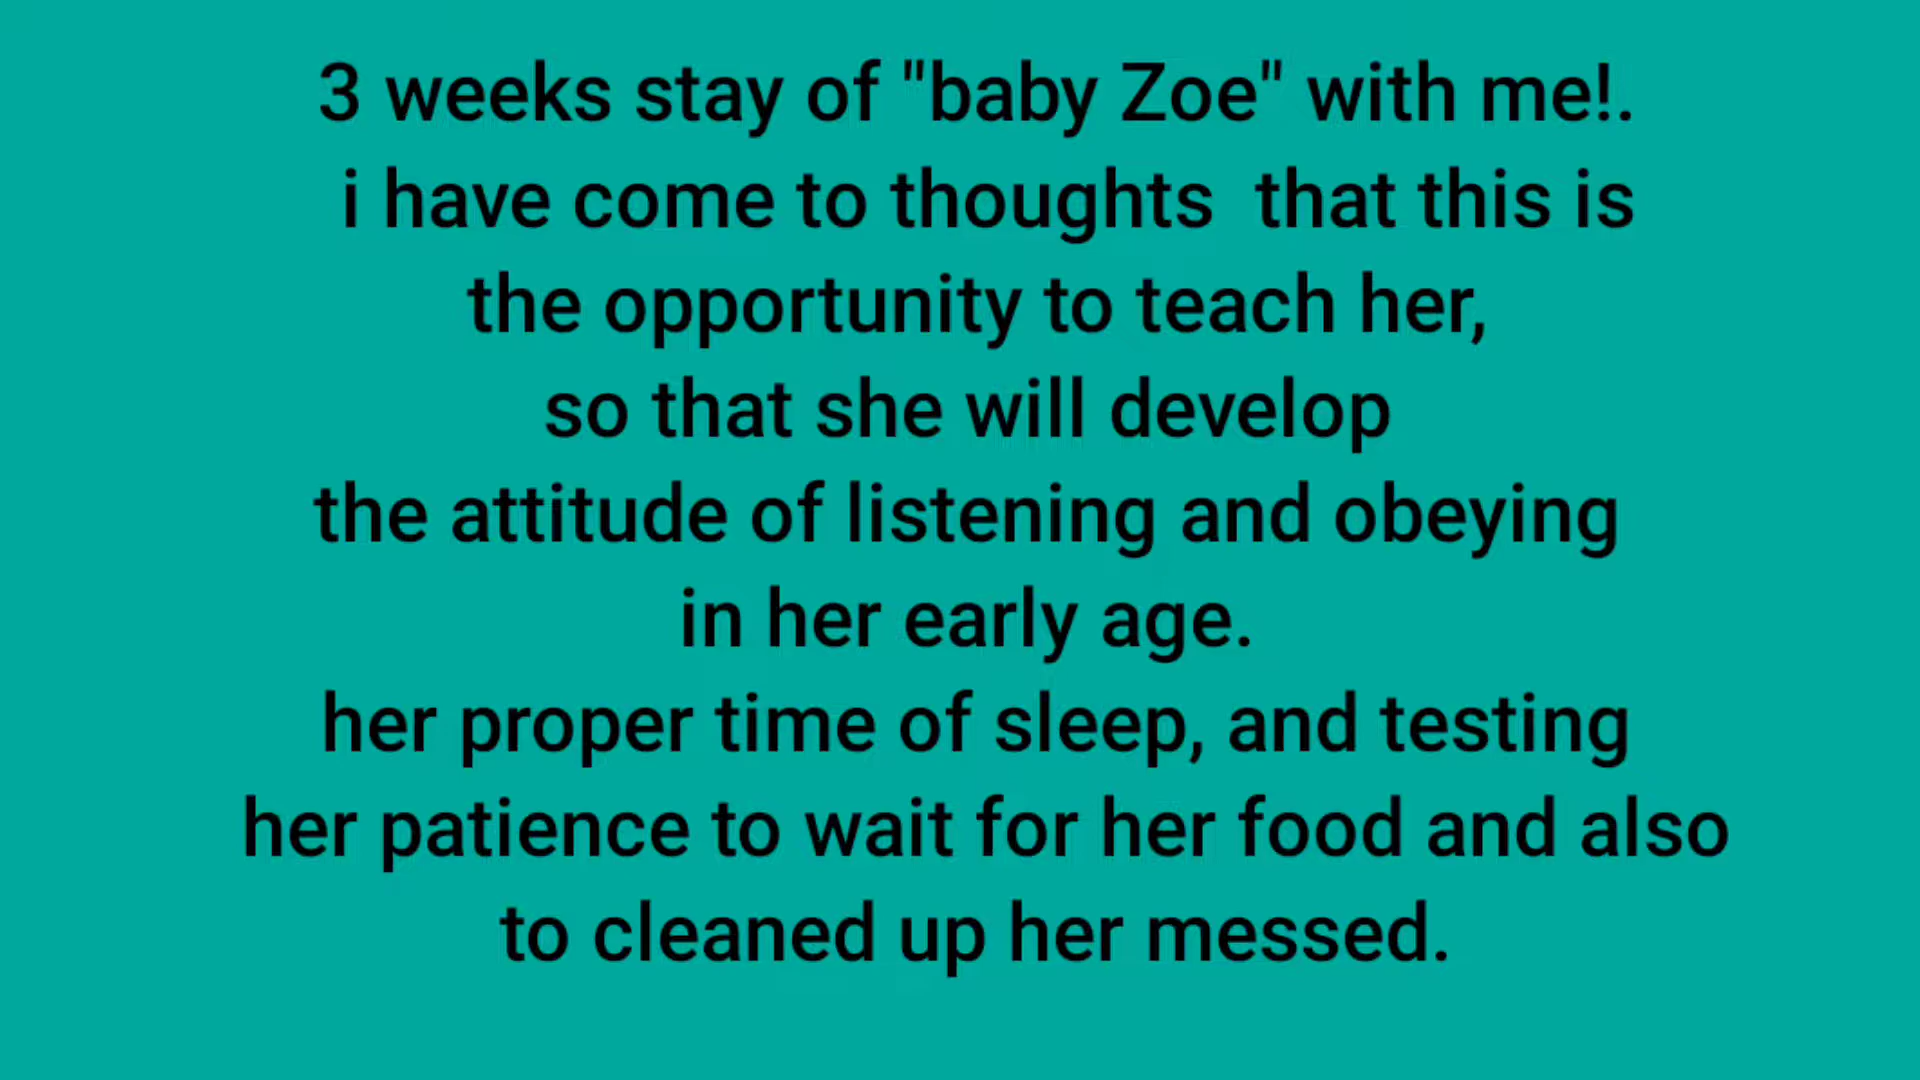 3 weeks stay of "baby Zoe" with me!.
i have come to thoughts  that this is
the opportunity to teach her,
so that she will develop
the attitude of listening and obeying
in her early age.
her proper time of sleep, and testing
her patience to wait for her food and also
to cleaned up her messed.